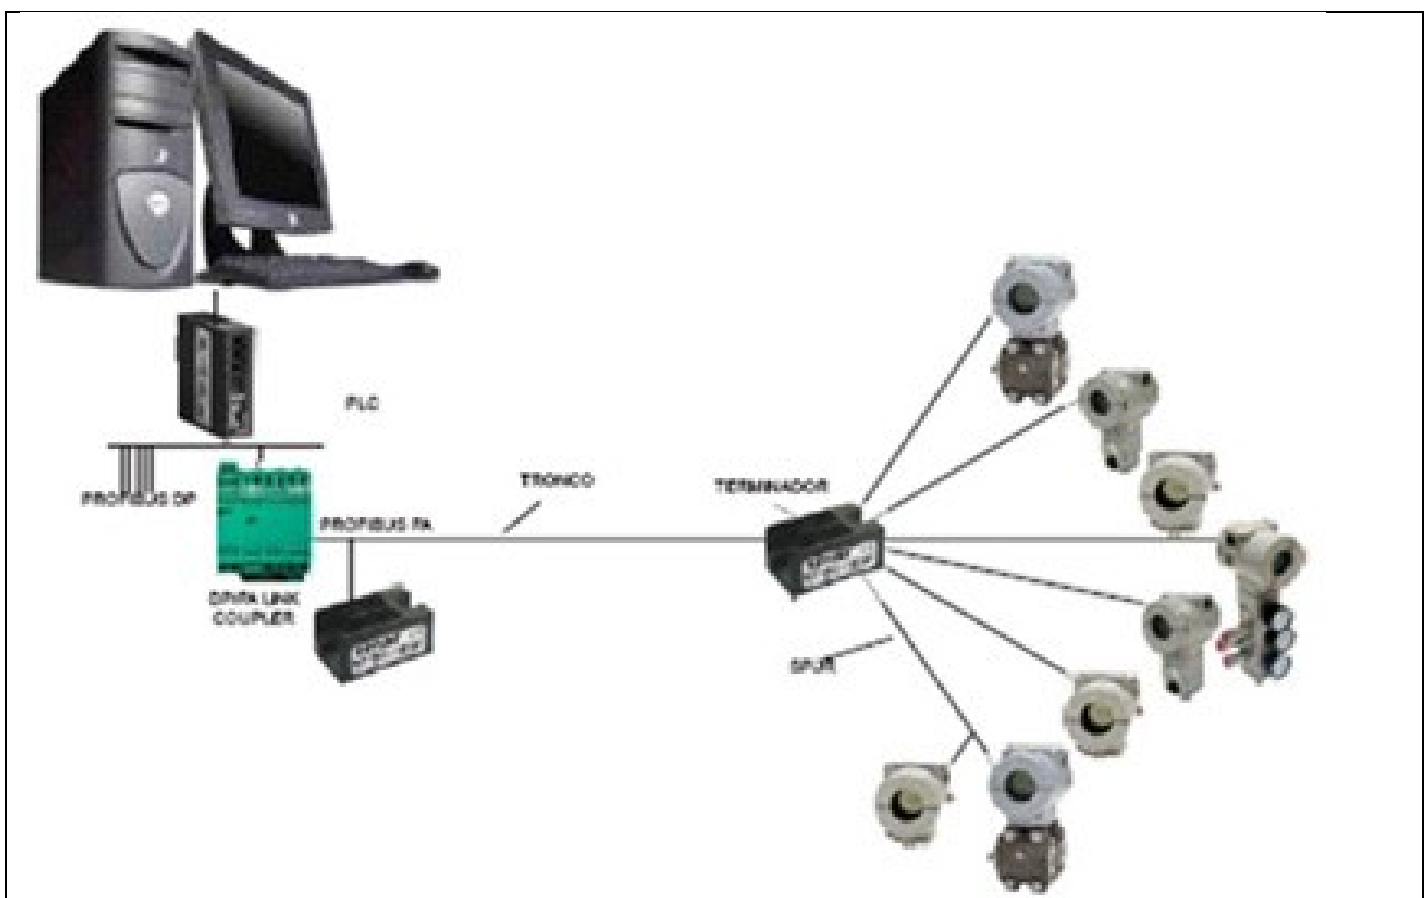 PLC
PROFIBUS DP
TRONCO
TERMINADOR
PROFIBUS PA
DP/PA LINK
COUPLER
SPUR